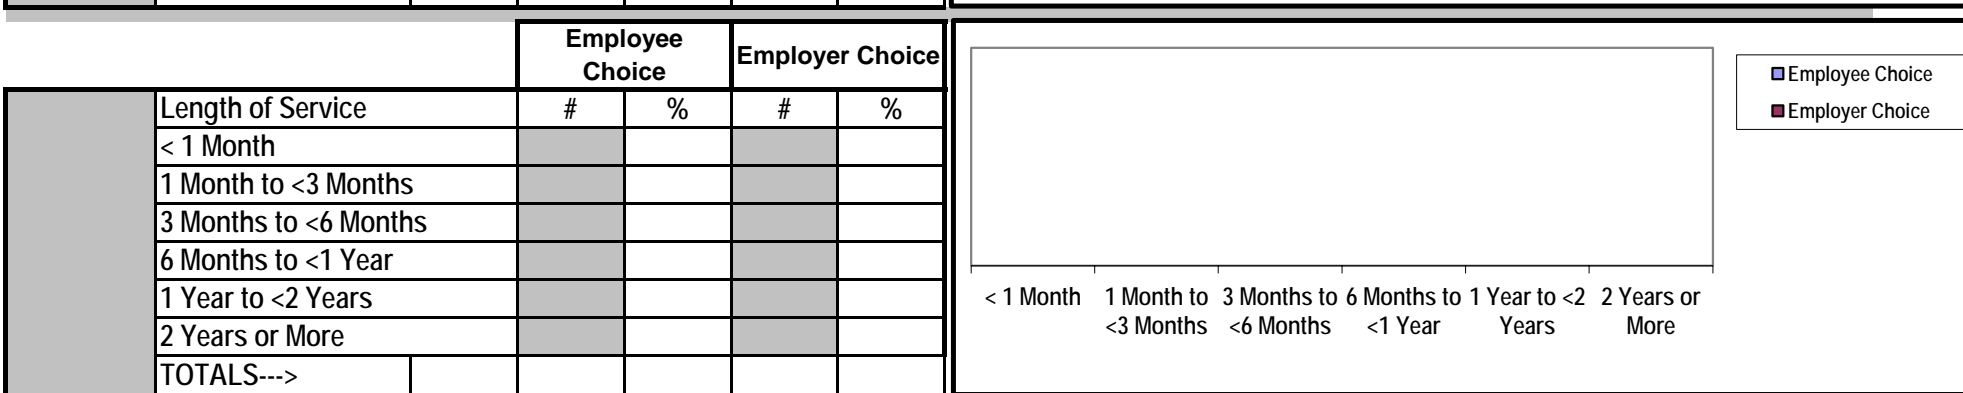 Employee
Choice
Employer Choice
Length of Service # % # %
< 1 Month
1 Month to <3 Months
3 Months to <6 Months
6 Months to <1 Year
1 Year to <2 Years
2 Years or More
TOTALS--->
Employee Choice
Employer Choice
< 1 Month 1 Month to 3 Months to 6 Months to 1 Year to <2 2 Years or
<3 Months <6 Months <1 Year Years More